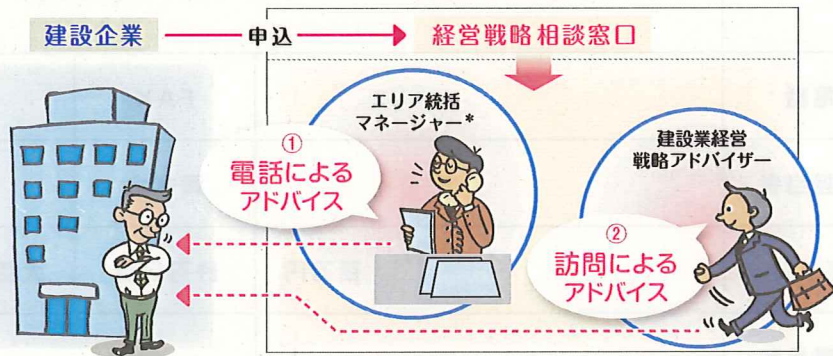 建設企業
申込
経営戦略相談窓口
エリア統括
マネージャー*
①
電話による
アドバイス
建設業経営
戦略アドバイザー
②
訪問による
アドバイス